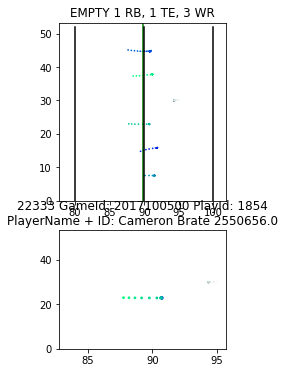 EMPTY 1 RB, 1 TE, 3 WR
50
40
30
20
10
0
80 85 90 95 100
22333 GameId: 2017100500 PlayId: 1854
PlayerName + ID: Cameron Brate 2550656.0
40
20
0
85 90 95